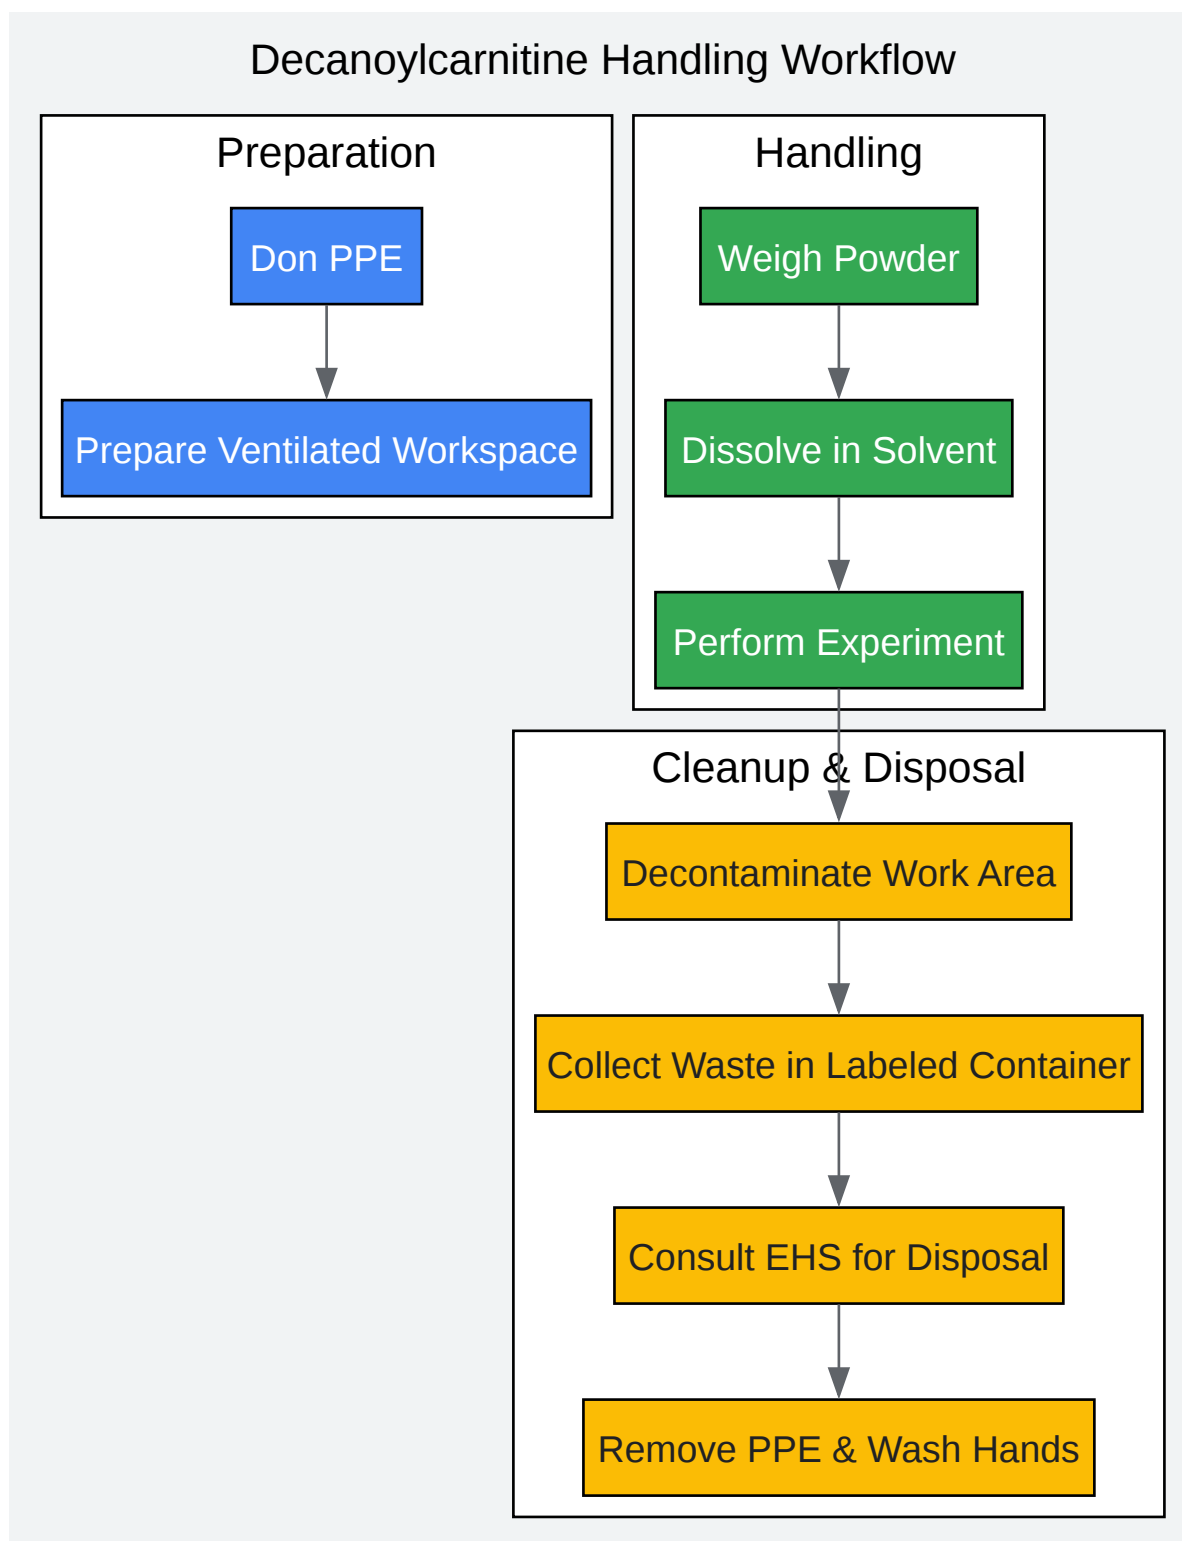 Decanoylcarnitine Handling Workflow
Preparation
Don PPE
Prepare Ventilated Workspace
Handling
Weigh Powder
Dissolve in Solvent
Perform Experiment
Cleanup & Disposal
Decontaminate Work Area
Collect Waste in Labeled Container
Consult EHS for Disposal
Remove PPE & Wash Hands